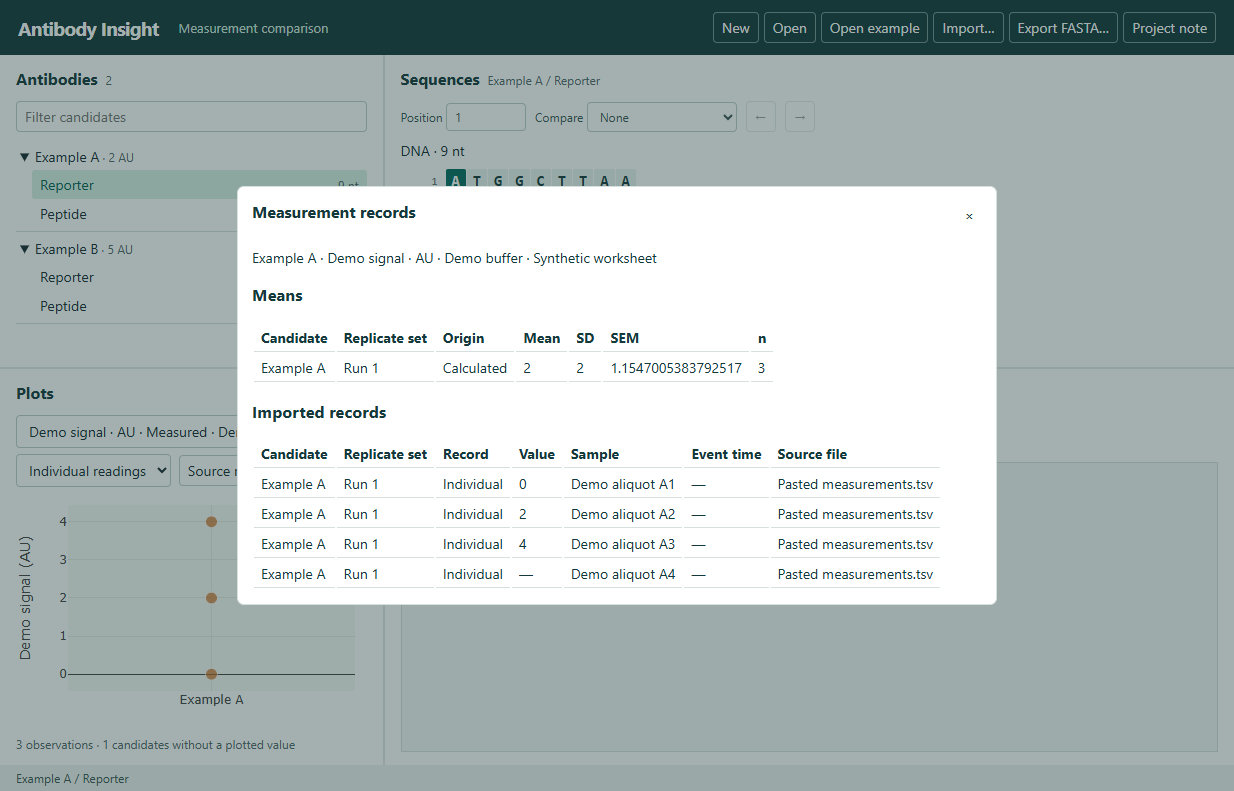 Antibody Insight Measurement comparison New Open Open example Import... Export FASTA... Project note
Antibodies 2
Filter candidates
▼ Example A · 2 AU
Reporter
Peptide
▼ Example B · 5 AU
Reporter
Peptide
Sequences Example A / Reporter
Position 1 Compare None ← →
DNA · 9 nt
1 A T G G C T T A A
Measurement records ×
Example A · Demo signal · AU · Demo buffer · Synthetic worksheet
Means
Candidate Replicate set Origin Mean SD SEM n
Example A Run 1 Calculated 2 2 1.1547005383792517 3
Imported records
Candidate Replicate set Record Value Sample Event time Source file
Example A Run 1 Individual 0 Demo aliquot A1 — Pasted measurements.tsv
Example A Run 1 Individual 2 Demo aliquot A2 — Pasted measurements.tsv
Example A Run 1 Individual 4 Demo aliquot A3 — Pasted measurements.tsv
Example A Run 1 Individual — Demo aliquot A4 — Pasted measurements.tsv
Plots
Demo signal · AU · Measured ·
Individual readings Source
4
3
2
1
0
Demo signal (AU)
Example A
3 observations · 1 candidates without a plotted value
Example A / Reporter